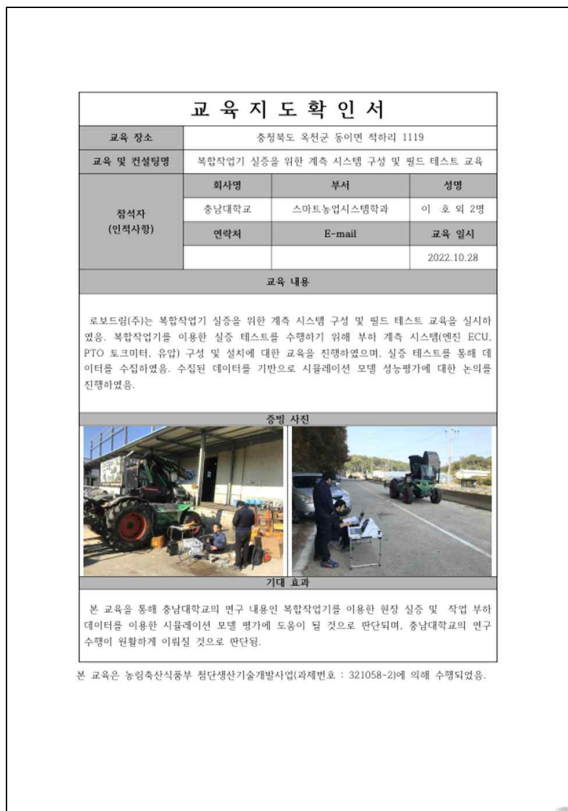 교 육 지 도 확 인 서
교육 장소
충청북도 옥천군 동이면 적하리 1119
교육 및 컨설팅명
복합작업기 실증을 위한 계측 시스템 구성 및 필드 테스트 교육
참석자
(인적사항)
회사명
부서
성명
충남대학교
스마트농업시스템학과
이 호 외 2명
연락처
E-mail
교육 일시
2022.10.28
교육 내용
로보드림(주)는 복합작업기 실증을 위한 계측 시스템 구성 및 필드 테스트 교육을 실시하
였음. 복합작업기를 이용한 실증 테스트를 수행하기 위해 부하 계측 시스템(엔진 ECU,
PTO 토크미터, 유압) 구성 및 설치에 대한 교육을 진행하였으며, 실증 테스트를 통해 데
이터를 수집하였음. 수집된 데이터를 기반으로 시뮬레이션 모델 성능평가에 대한 논의를
진행하였음.
증빙 사진
기대 효과
본 교육을 통해 충남대학교의 연구 내용인 복합작업기를 이용한 현장 실증 및 작업 부하
데이터를 이용한 시뮬레이션 모델 평가에 도움이 될 것으로 판단되며, 충남대학교의 연구
수행이 원활하게 이뤄질 것으로 판단됨.
본 교육은 농림축산식품부 첨단생산기술개발사업(과제번호 : 321058-2)에 의해 수행되었음.